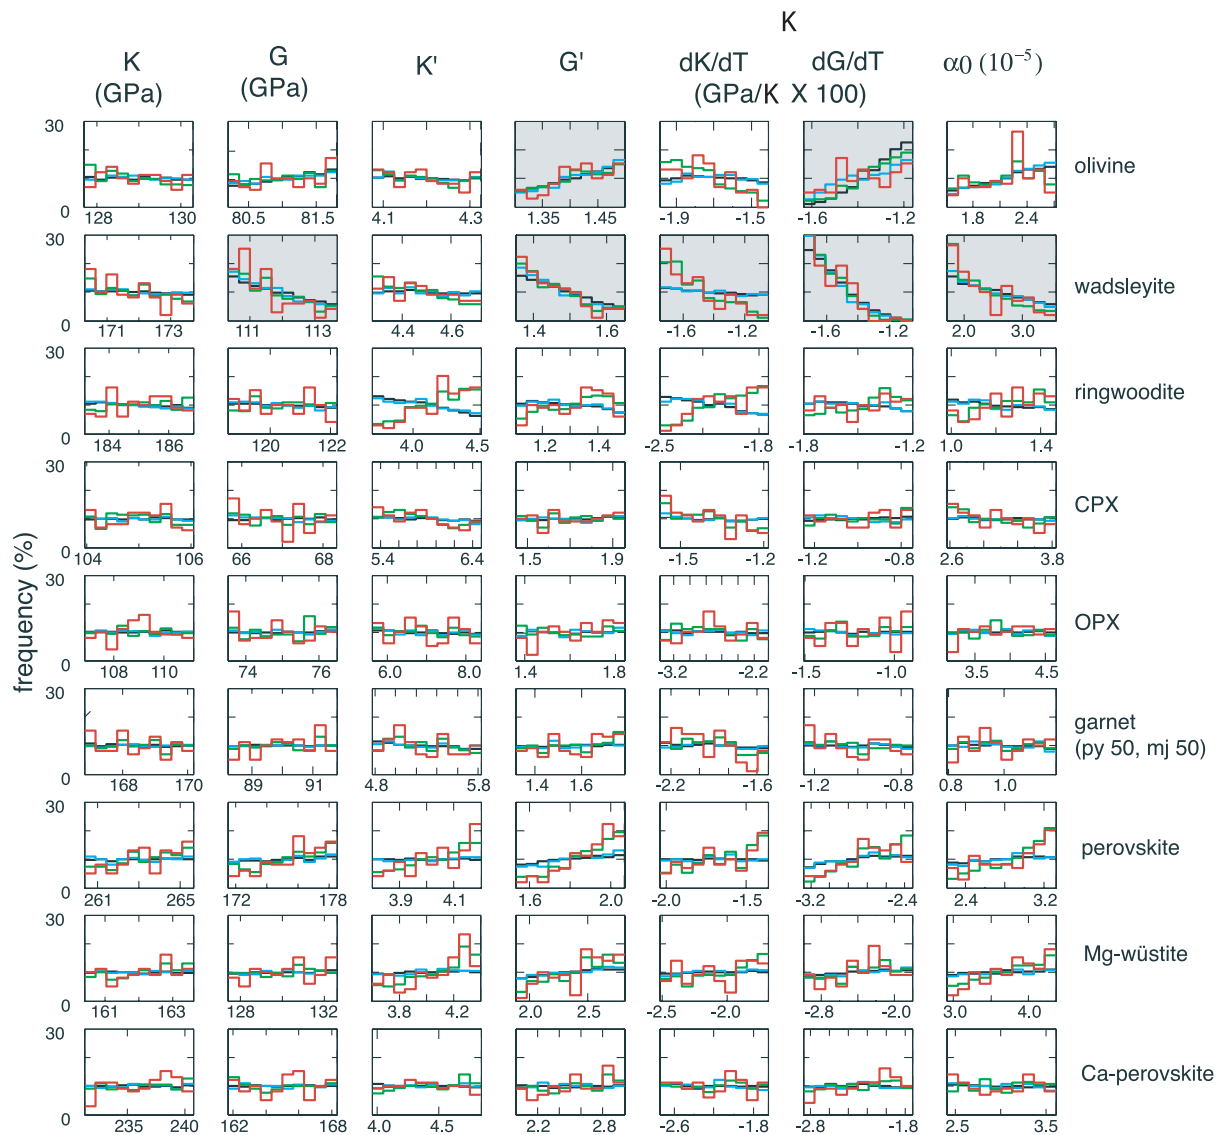 K
K G K' G' dK/dT dG/dT α0 (10⁻⁵)
(GPa) (GPa) (GPa/K X 100)
frequency (%)
30
0 olivine
128 130 80.5 81.5 4.1 4.3 1.35 1.45 -1.9 -1.5 -1.6 -1.2 1.8 2.4
30
0 wadsleyite
171 173 111 113 4.4 4.6 1.4 1.6 -1.6 -1.2 -1.6 -1.2 2.0 3.0
30
0 ringwoodite
184 186 120 122 4.0 4.5 1.2 1.4 -2.5 -1.8 -1.8 -1.2 1.0 1.4
30
0 CPX
104 106 66 68 5.4 6.4 1.5 1.9 -1.5 -1.2 -1.2 -0.8 2.6 3.8
30
0 OPX
108 110 74 76 6.0 8.0 1.4 1.8 -3.2 -2.2 -1.5 -1.0 3.5 4.5
30
0 garnet
(py 50, mj 50)
168 170 89 91 4.8 5.8 1.4 1.6 -2.2 -1.6 -1.2 -0.8 0.8 1.0
30
0 perovskite
261 265 172 178 3.9 4.1 1.6 2.0 -2.0 -1.5 -3.2 -2.4 2.4 3.2
30
0 Mg-wüstite
161 163 128 132 3.8 4.2 2.0 2.5 -2.5 -2.0 -2.8 -2.0 3.0 4.0
30
0 Ca-perovskite
235 240 162 168 4.0 4.5 2.0 2.8 -2.6 -1.8 -2.6 -1.8 2.5 3.5